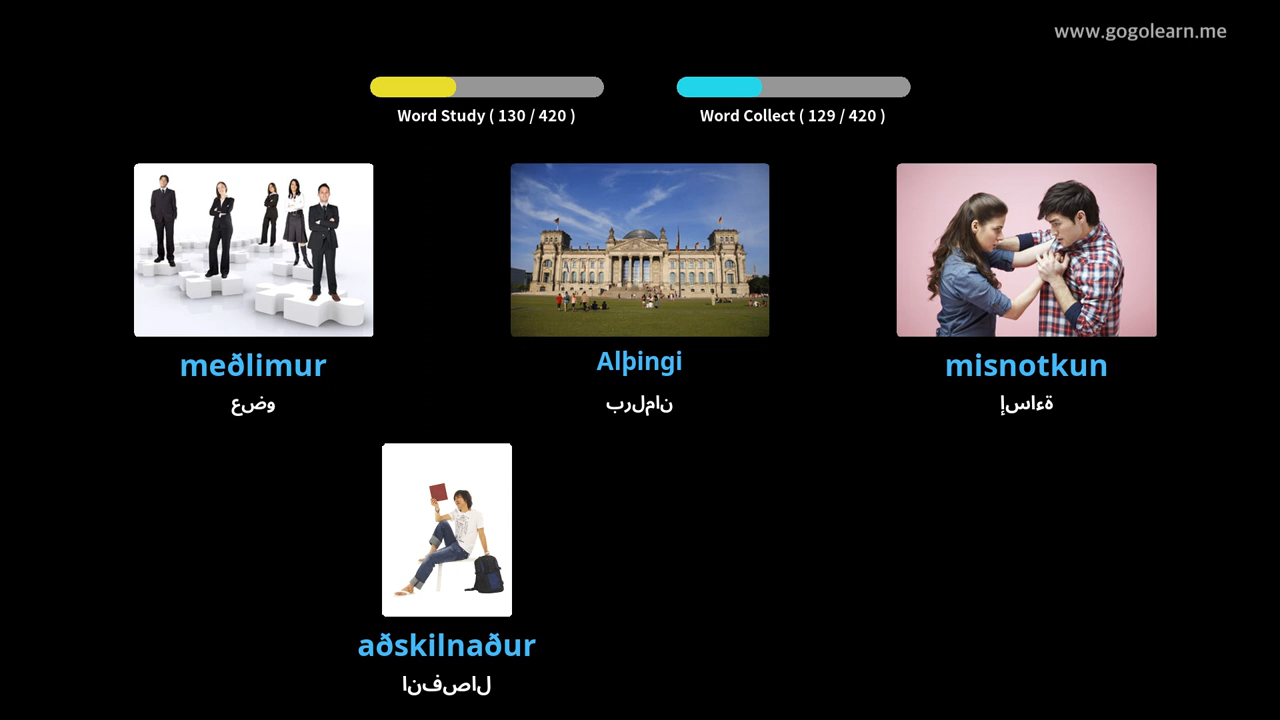 www.gogolearn.me
Word Study ( 130 / 420 )
Word Collect ( 129 / 420 )
meðlimur
عضو
Alþingi
برلمان
misnotkun
إساءة
aðskilnaður
انفصال